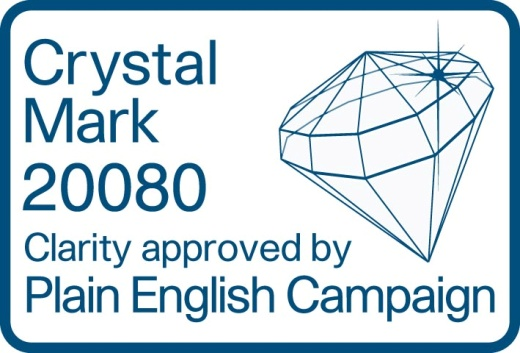 Crystal
Mark
20080
Clarity approved by
Plain English Campaign